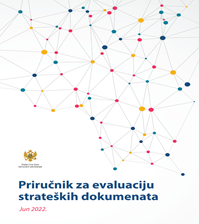 Priručnik za evaluaciju
strateških dokumenata
Jun 2022.